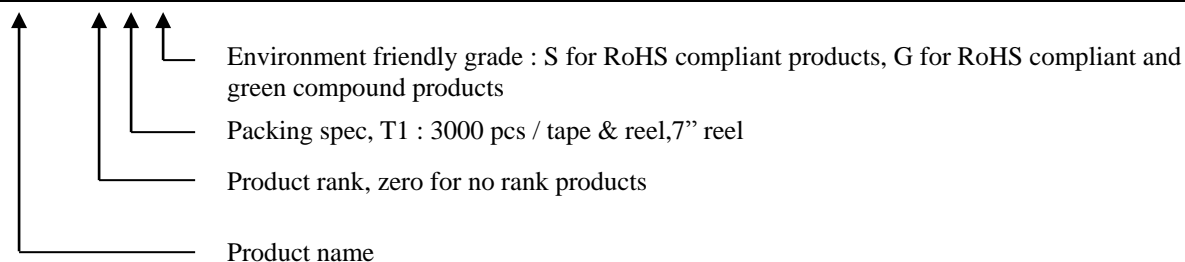 Environment friendly grade : S for RoHS compliant products, G for RoHS compliant and
green compound products
Packing spec, T1 : 3000 pcs / tape & reel,7” reel
Product rank, zero for no rank products
Product name